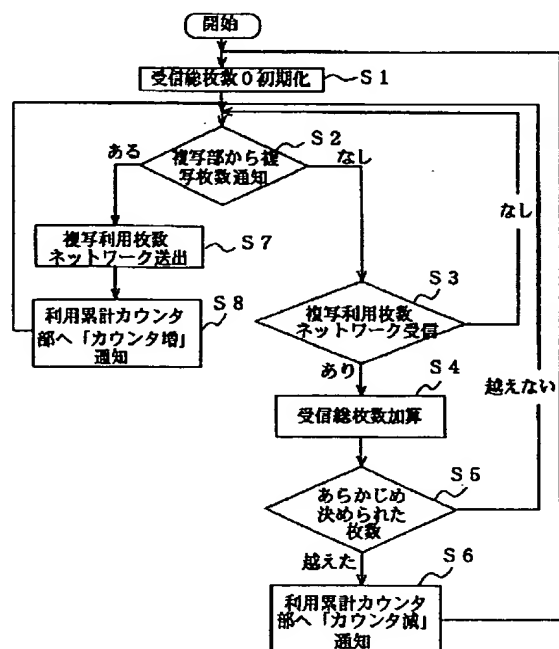 開始
受信総枚数0初期化
S1
複写部から複
写枚数通知
S2
ある
なし
複写利用枚数
ネットワーク送出
S7
利用累計カウンタ
部へ「カウンタ増」
通知
S8
複写利用枚数
ネットワーク受信
S3
なし
あり
受信総枚数加算
S4
越えない
あらかじめ
決められた
枚数
S5
越えた
利用累計カウンタ
部へ「カウンタ減」
通知
S6